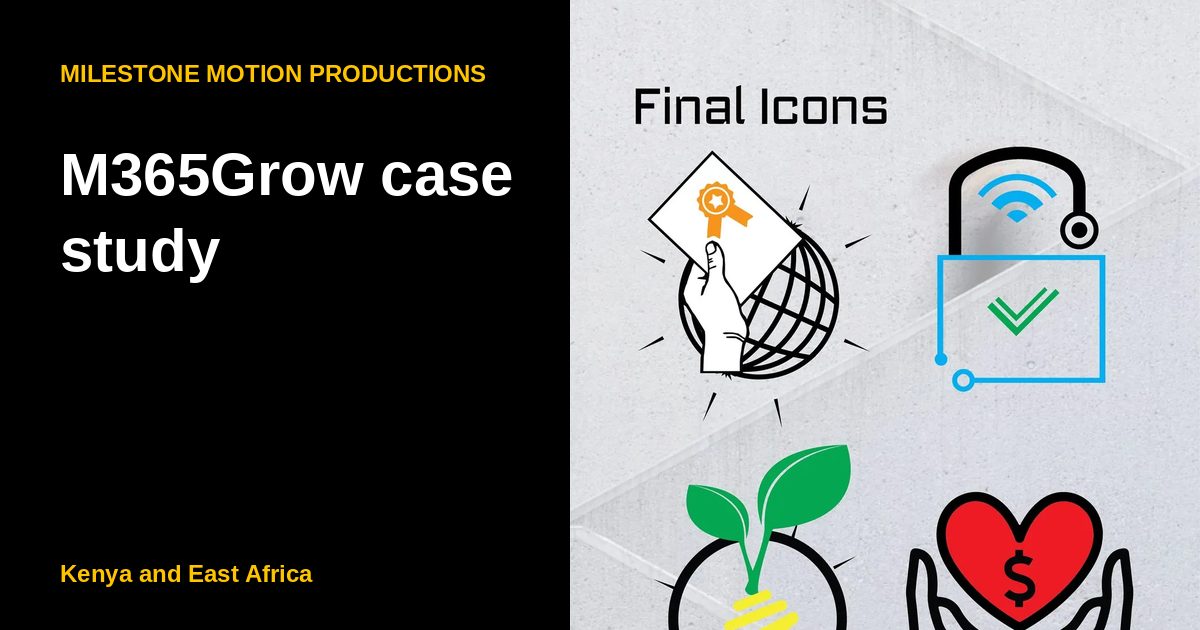 MILESTONE MOTION PRODUCTIONS
M365Grow case
study
Kenya and East Africa
Final Icons
$